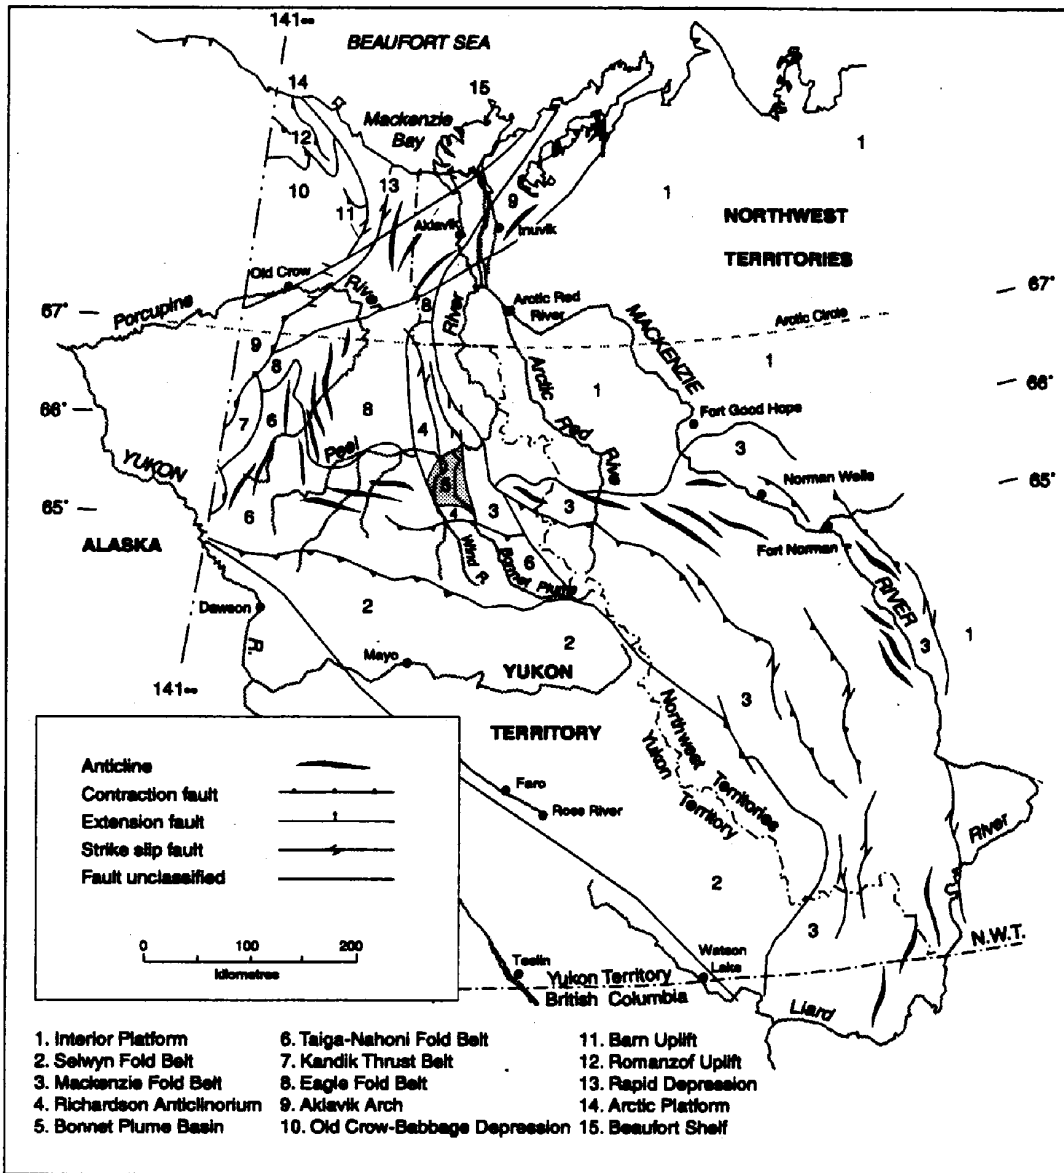 141°°
BEAUFORT SEA
14
15
Mackenzie
Bay
12
1
10
13
1
9
11
NORTHWEST
Aklavik
Inuvik
TERRITORIES
Old Crow
River
67°
Porcupine
8
River
Arctic Red
River
67°
MACKENZIE
Arctic Circle
9
8
1
66°
Arctic
Red
River
1
66°
7
6
8
4
Fort Good Hope
3
YUKON
Peel
Norman Wells
65°
5
65°
6
4
3
3
ALASKA
Fort Norman
Wind R.
Bonnet Plume
6
RIVER
2
Dawson
R.
2
3
1
Mayo
YUKON
141°°
3
TERRITORY
Northwest Territories
Yukon Territory
Anticline
Faro
Contraction fault
Ross River
Extension fault
River
Strike slip fault
Fault unclassified
2
3
0 100 200
kilometres
Watson
Lake
N.W.T.
Teslin
Yukon Territory
British Columbia
Liard
1. Interior Platform
2. Selwyn Fold Belt
3. Mackenzie Fold Belt
4. Richardson Anticlinorium
5. Bonnet Plume Basin
6. Taiga-Nahoni Fold Belt
7. Kandik Thrust Belt
8. Eagle Fold Belt
9. Aklavik Arch
10. Old Crow-Babbage Depression
11. Barn Uplift
12. Romanzof Uplift
13. Rapid Depression
14. Arctic Platform
15. Beaufort Shelf